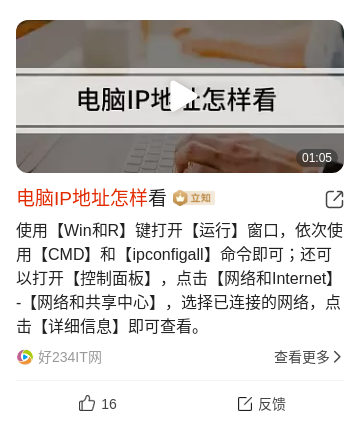 电脑IP地址怎样看
01:05
电脑IP地址怎样看 立知
使用【Win和R】键打开【运行】窗口，依次使
用【CMD】和【ipconfigall】命令即可；还可
以打开【控制面板】，点击【网络和Internet】
-【网络和共享中心】，选择已连接的网络，点
击【详细信息】即可查看。
好234IT网 查看更多
16 反馈